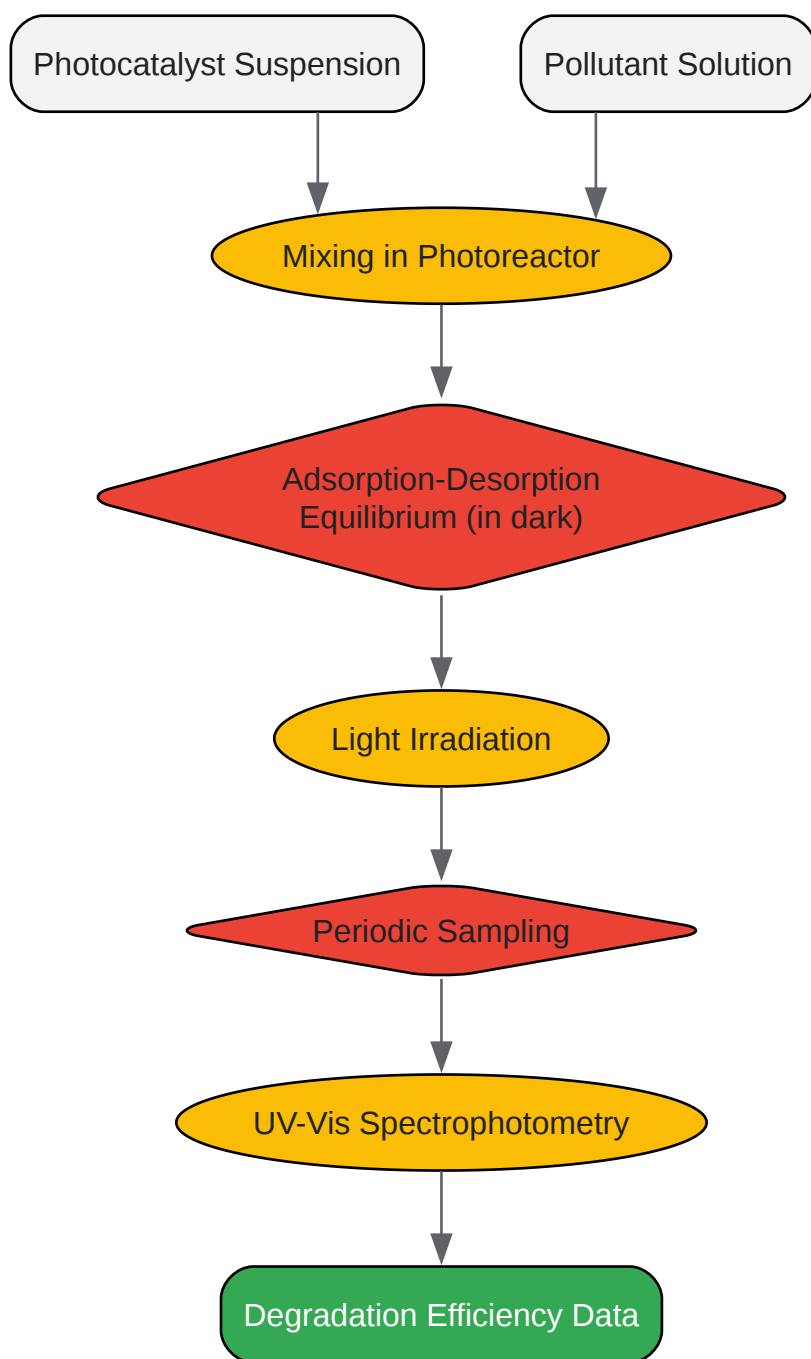 Photocatalyst Suspension
Pollutant Solution
Mixing in Photoreactor
Adsorption-Desorption
Equilibrium (in dark)
Light Irradiation
Periodic Sampling
UV-Vis Spectrophotometry
Degradation Efficiency Data